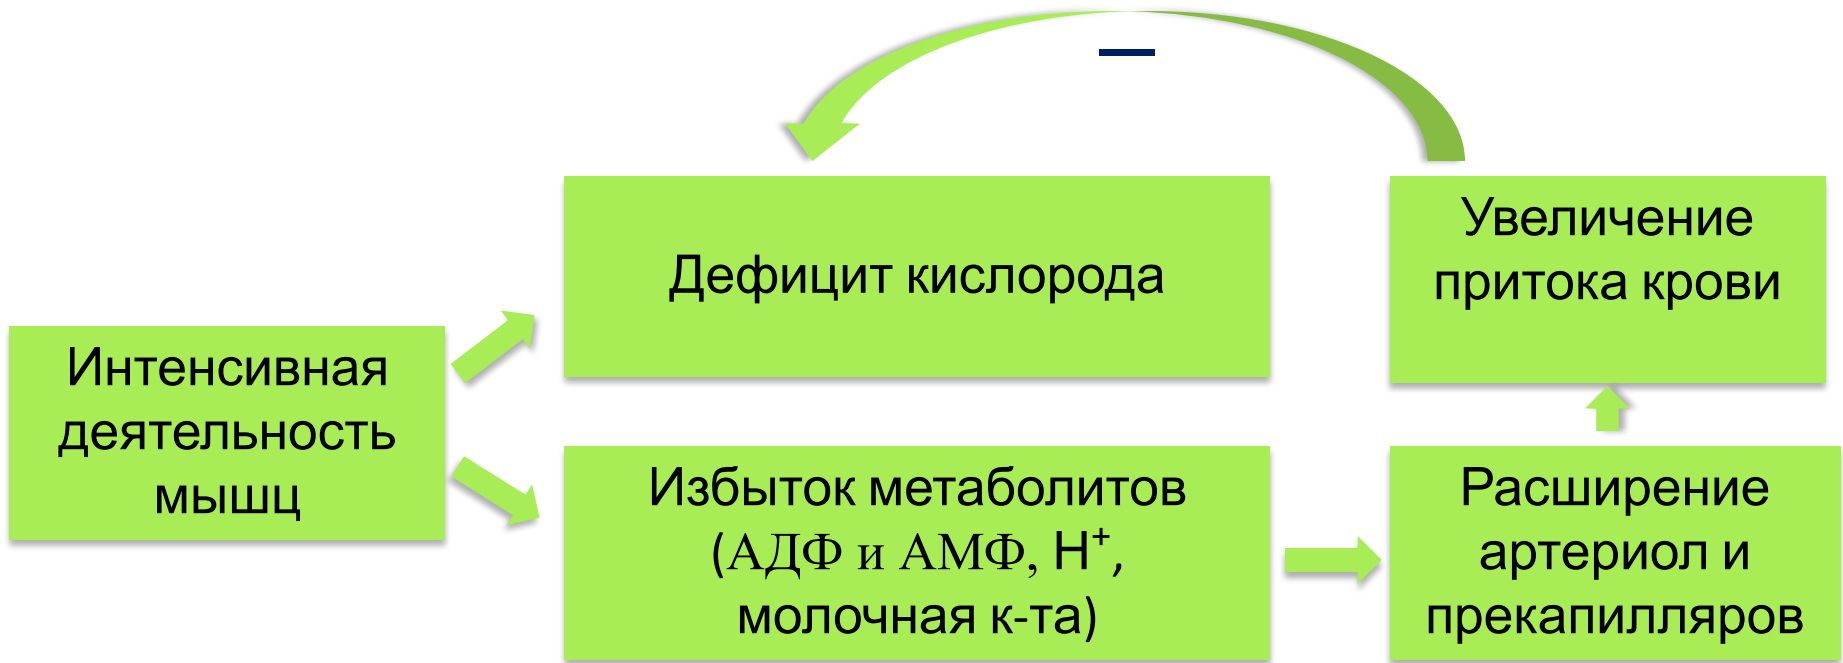 —
Дефицит кислорода
Увеличение
притока крови
Интенсивная
деятельность
мышц
Избыток метаболитов
(АДФ и АМФ, H⁺,
молочная к-та)
Расширение
артериол и
прекапилляров